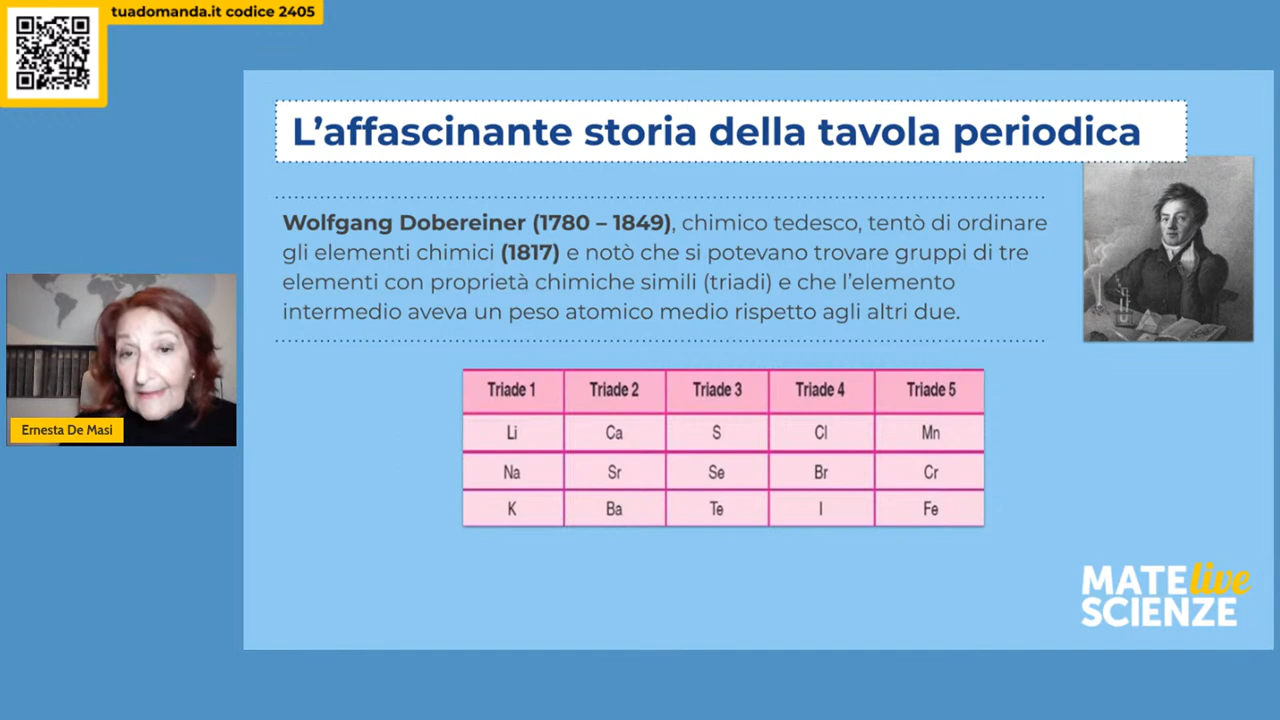 tuadomanda.it codice 2405
L'affascinante storia della tavola periodica
Wolfgang Dobereiner (1780 – 1849), chimico tedesco, tentò di ordinare
gli elementi chimici (1817) e notò che si potevano trovare gruppi di tre
elementi con proprietà chimiche simili (triadi) e che l'elemento
intermedio aveva un peso atomico medio rispetto agli altri due.
Triade 1 Triade 2 Triade 3 Triade 4 Triade 5
Li Ca S Cl Mn
Na Sr Se Br Cr
K Ba Te I Fe
Ernesta De Masi
MATE live
SCIENZE